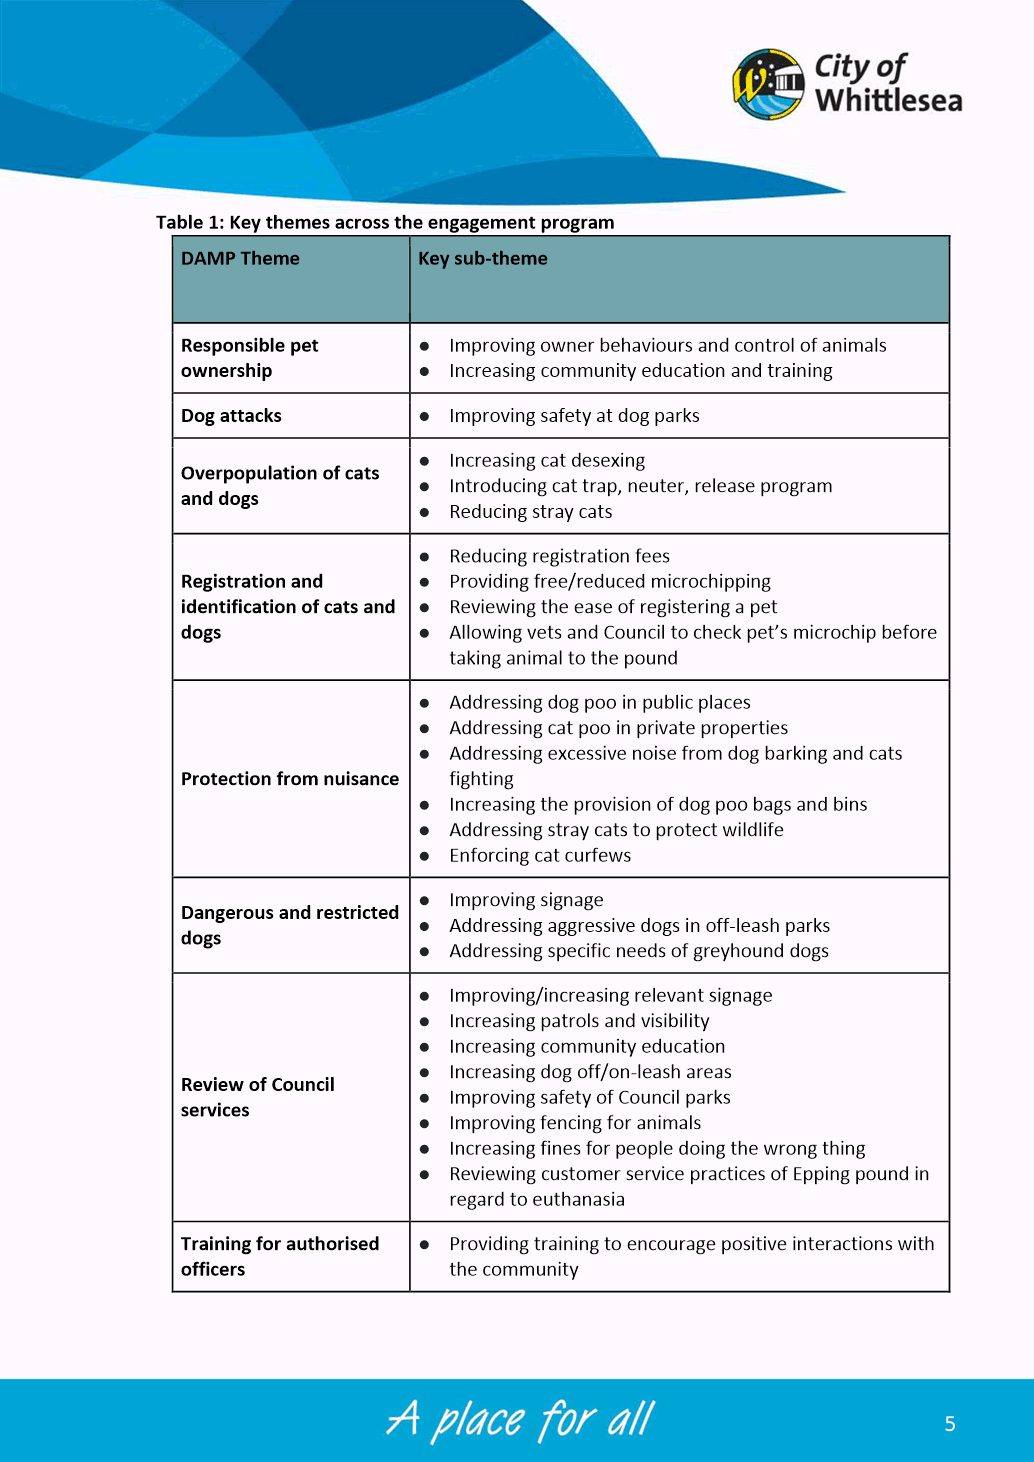 City of
Whittlesea
Table 1: Key themes across the engagement program
DAMP Theme
Key sub-theme
Responsible pet
ownership
● Improving owner behaviours and control of animals
● Increasing community education and training
Dog attacks
● Improving safety at dog parks
Overpopulation of cats
and dogs
● Increasing cat desexing
● Introducing cat trap, neuter, release program
● Reducing stray cats
Registration and
identification of cats and
dogs
● Reducing registration fees
● Providing free/reduced microchipping
● Reviewing the ease of registering a pet
● Allowing vets and Council to check pet’s microchip before
taking animal to the pound
Protection from nuisance
● Addressing dog poo in public places
● Addressing cat poo in private properties
● Addressing excessive noise from dog barking and cats
fighting
● Increasing the provision of dog poo bags and bins
● Addressing stray cats to protect wildlife
● Enforcing cat curfews
Dangerous and restricted
dogs
● Improving signage
● Addressing aggressive dogs in off-leash parks
● Addressing specific needs of greyhound dogs
Review of Council
services
● Improving/increasing relevant signage
● Increasing patrols and visibility
● Increasing community education
● Increasing dog off/on-leash areas
● Improving safety of Council parks
● Improving fencing for animals
● Increasing fines for people doing the wrong thing
● Reviewing customer service practices of Epping pound in
regard to euthanasia
Training for authorised
officers
● Providing training to encourage positive interactions with
the community
A place for all
5